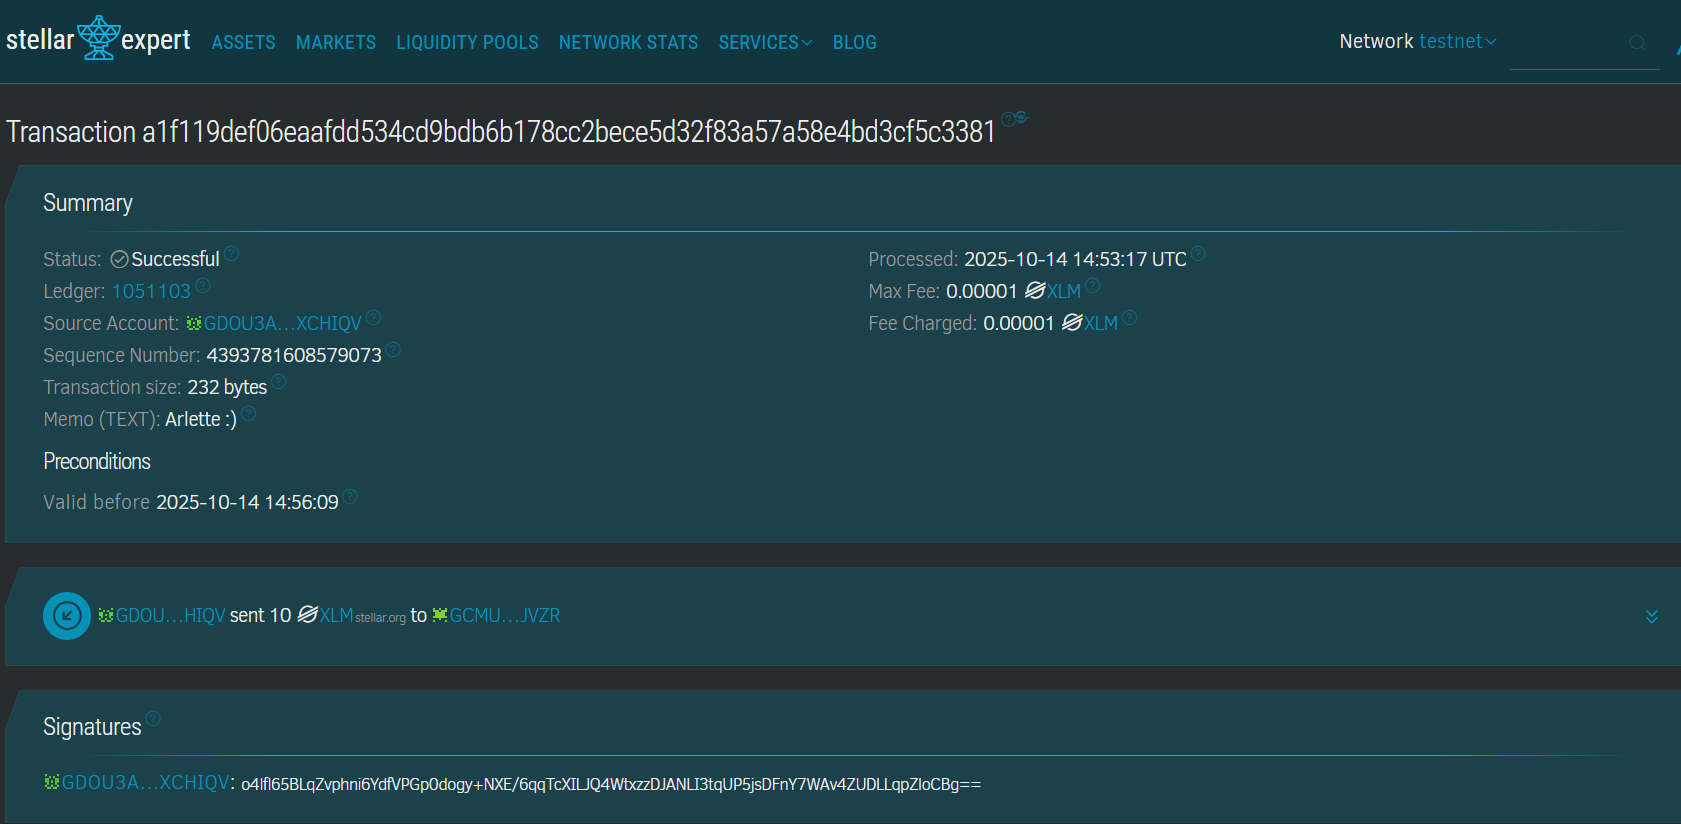 stellar expert ASSETS MARKETS LIQUIDITY POOLS NETWORK STATS SERVICES BLOG Network testnet
Transaction a1f119def06eaafdd534cd9bdb6b178cc2bece5d32f83a57a58e4bd3cf5c3381
Summary
Status: Successful
Ledger: 1051103
Source Account: GDOU3A…XCHIQV
Sequence Number: 4393781608579073
Transaction size: 232 bytes
Memo (TEXT): Arlette :)
Processed: 2025-10-14 14:53:17 UTC
Max Fee: 0.00001 XLM
Fee Charged: 0.00001 XLM
Preconditions
Valid before 2025-10-14 14:56:09
GDOU…HIQV sent 10 XLM stellar.org to GCMU…JVZR
Signatures
GDOU3A…XCHIQV: